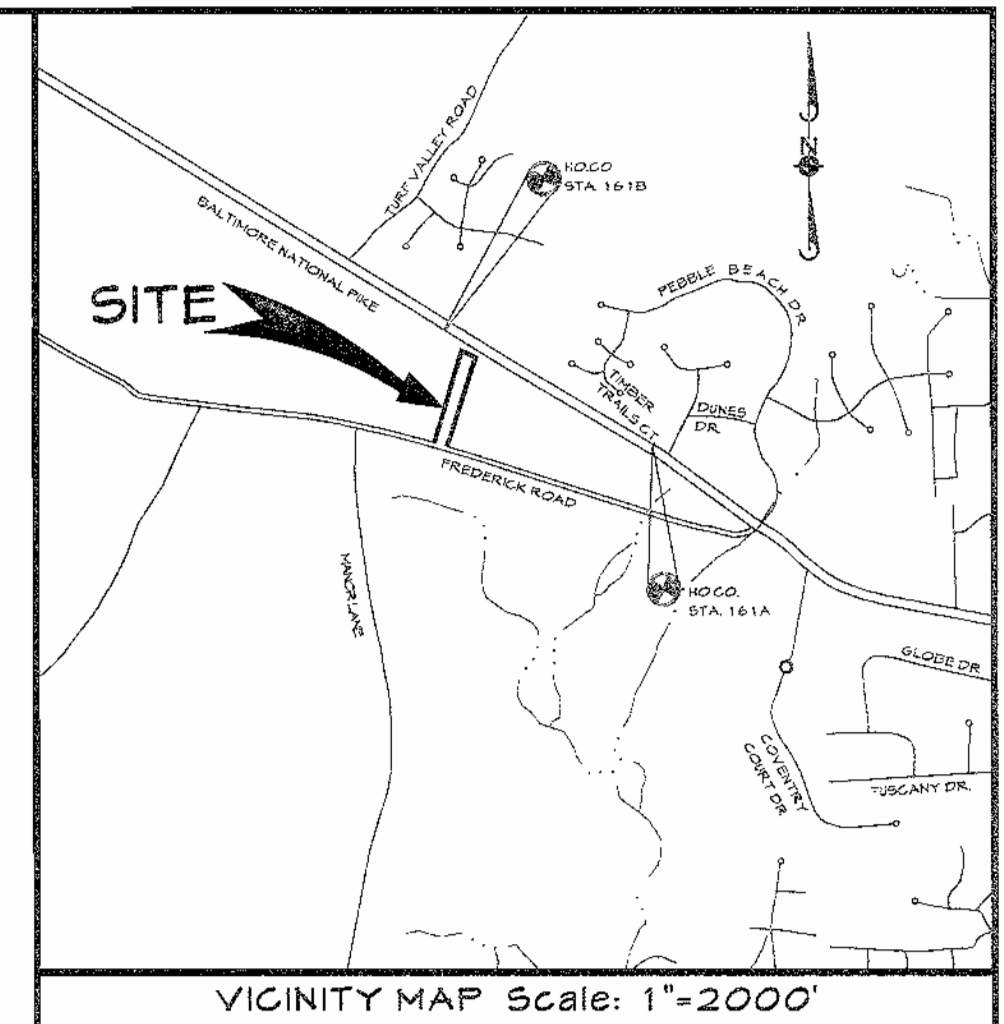 TURF VALLEY ROAD
HO.CO
STA. 161B
N
BALTIMORE NATIONAL PIKE
SITE
PEBBLE BEACH DR
TIMBER
TRAILS CT
DUNES
DR
FREDERICK ROAD
MANOR LANE
HO.CO.
STA. 161A
GLOBE DR
COVENTRY
COURT DR.
TUSCANY DR.
VICINITY MAP Scale: 1"=2000'